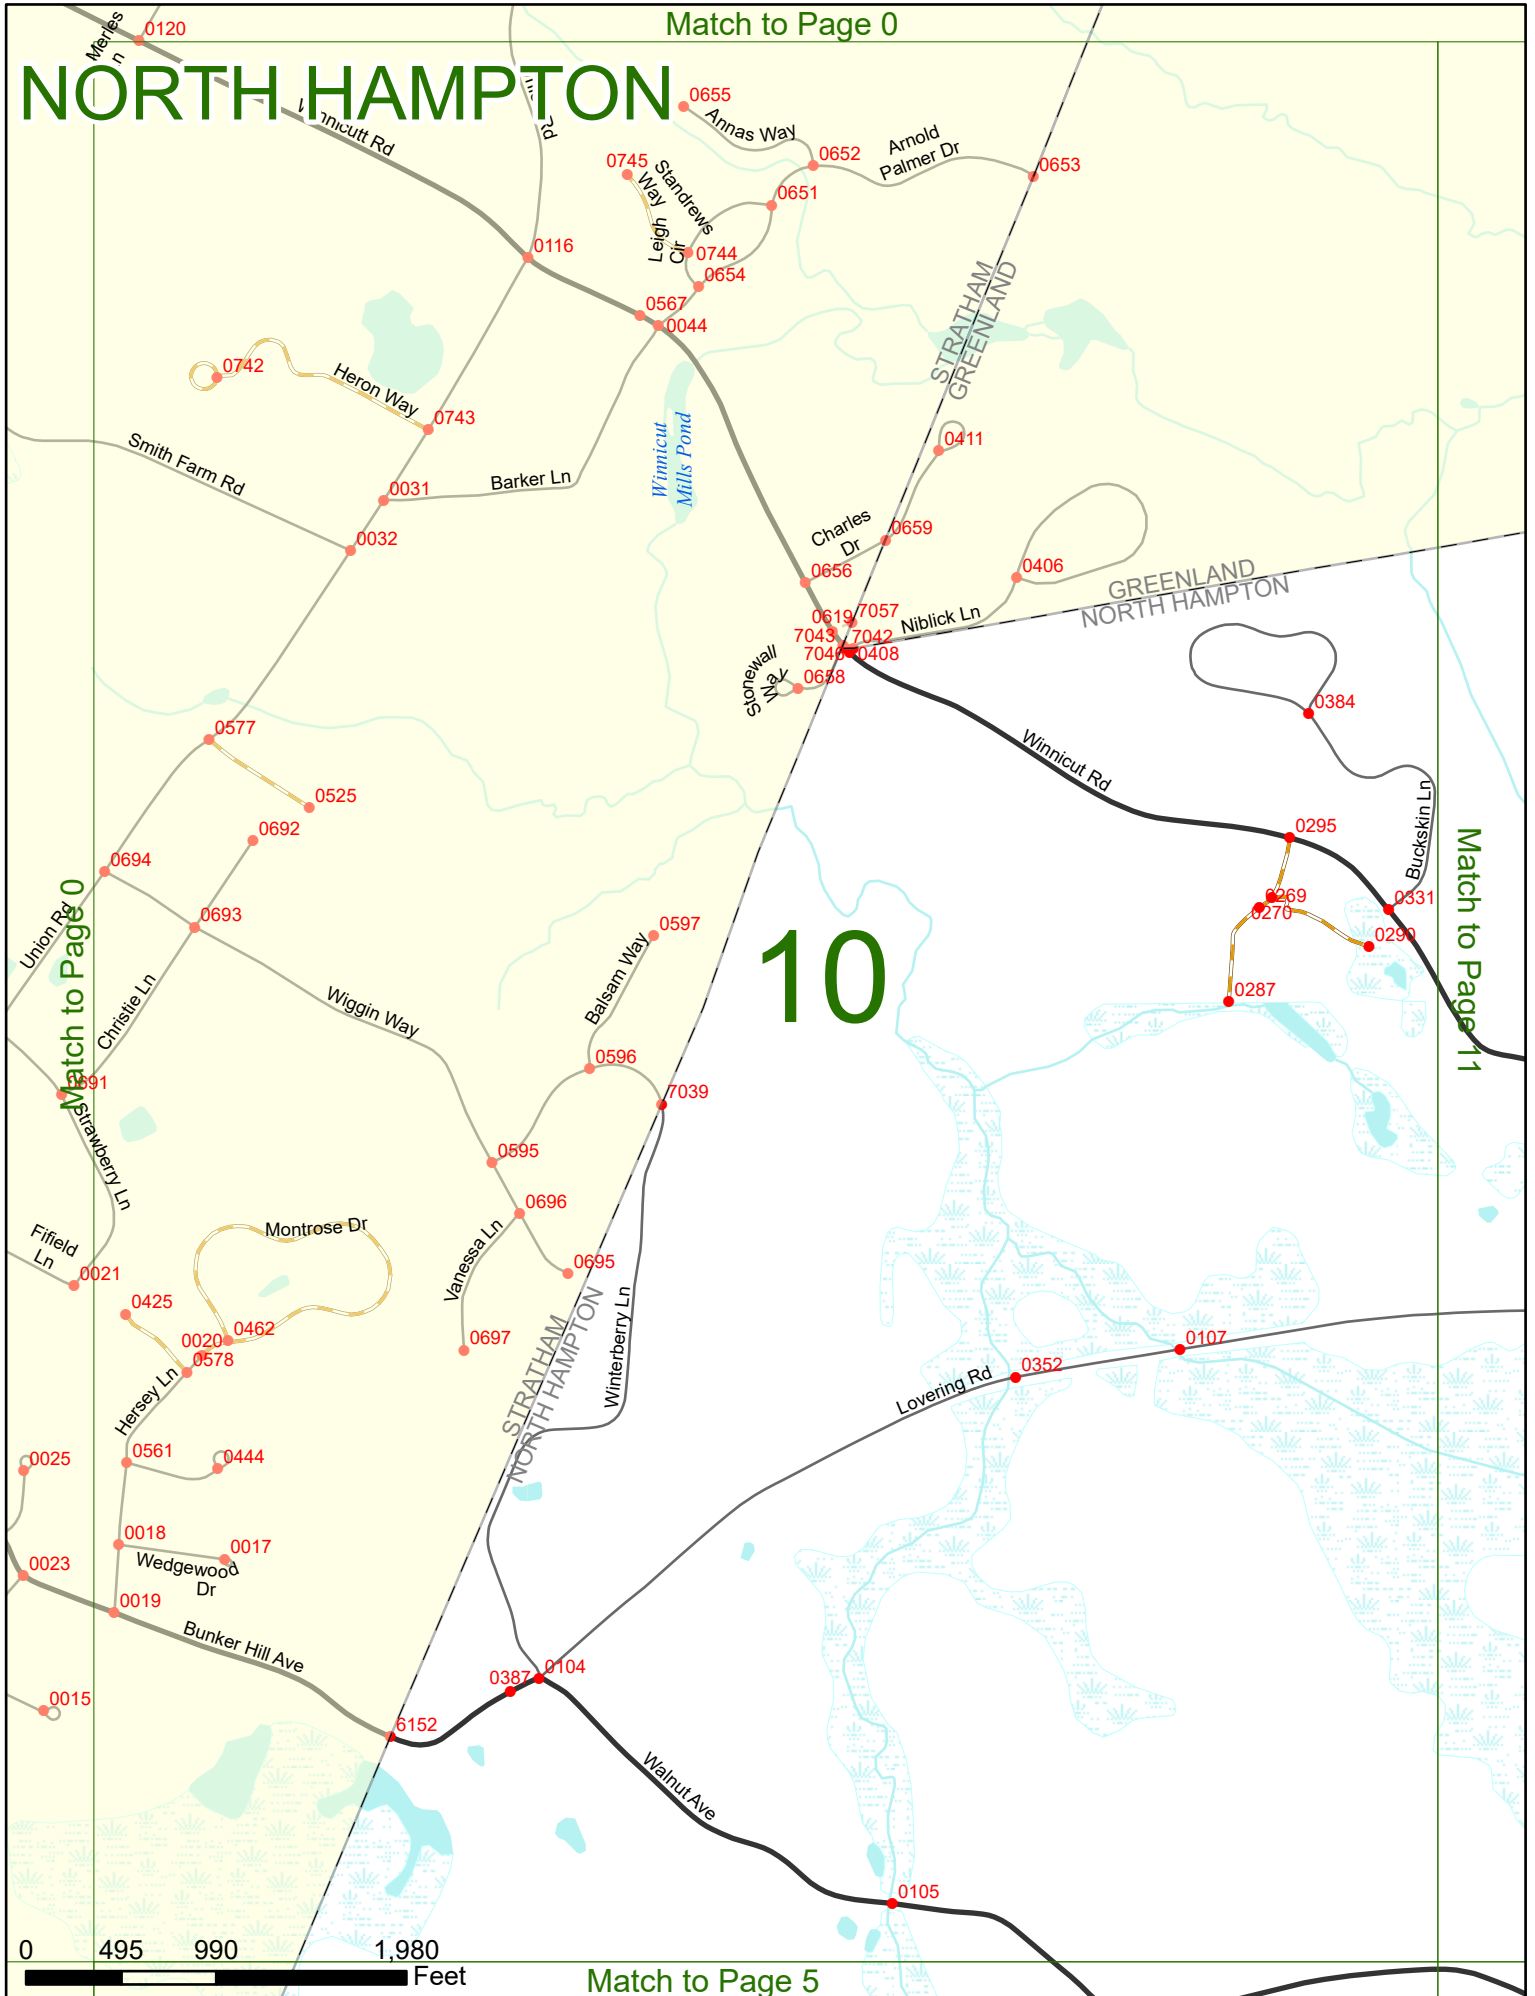 Match to Page 0
0120
Merles
NORTH HAMPTON
Winnicutt Rd
Rd
0655
Annas Way
Arnold
Palmer Dr
0652
0653
0745
Standrews
Cir
Leigh
Way
0651
0116
0744
0654
0567
0044
STRATHAM
GREENLAND
0742
Heron Way
0743
Winnicut
Mills Pond
0411
Smith Farm Rd
Barker Ln
0031
0032
Charles
Dr
0659
0656
0406
GREENLAND
NORTH HAMPTON
0619
7057
7043
7042
7046
0408
Niblick Ln
Stonewall
Way
0658
0384
0577
Winnicut Rd
0525
0692
0295
Buckskin Ln
0694
Match to Page 0
Match to Page 11
0269
0270
0331
0290
Union Rd
0693
0597
10
Balsam Way
Christie Ln
Wiggin Way
0287
0596
0691
7039
Strawberry Ln
0595
0696
Montrose Dr
Fifield
Ln
Vanessa Ln
0695
0021
0425
Winterberry Ln
0020
0462
0578
0697
STRATHAM
NORTH HAMPTON
0107
0352
Lovering Rd
Hersey Ln
0561
0444
0025
0018
0017
Wedgewood
Dr
0023
0019
Bunker Hill Ave
0104
0387
0015
6152
Walnut Ave
0105
0 495 990 1,980
Feet
Match to Page 5